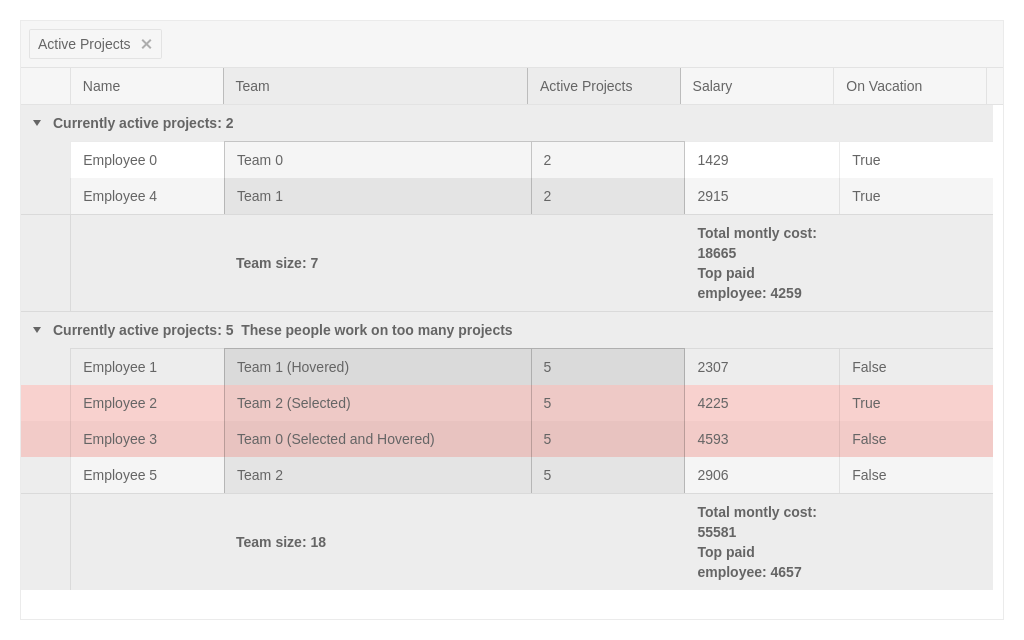 Active Projects
Name Team Active Projects Salary On Vacation
Currently active projects: 2
Employee 0 Team 0 2 1429 True
Employee 4 Team 1 2 2915 True
Team size: 7
Total montly cost:
18665
Top paid
employee: 4259
Currently active projects: 5 These people work on too many projects
Employee 1 Team 1 (Hovered) 5 2307 False
Employee 2 Team 2 (Selected) 5 4225 True
Employee 3 Team 0 (Selected and Hovered) 5 4593 False
Employee 5 Team 2 5 2906 False
Team size: 18
Total montly cost:
55581
Top paid
employee: 4657